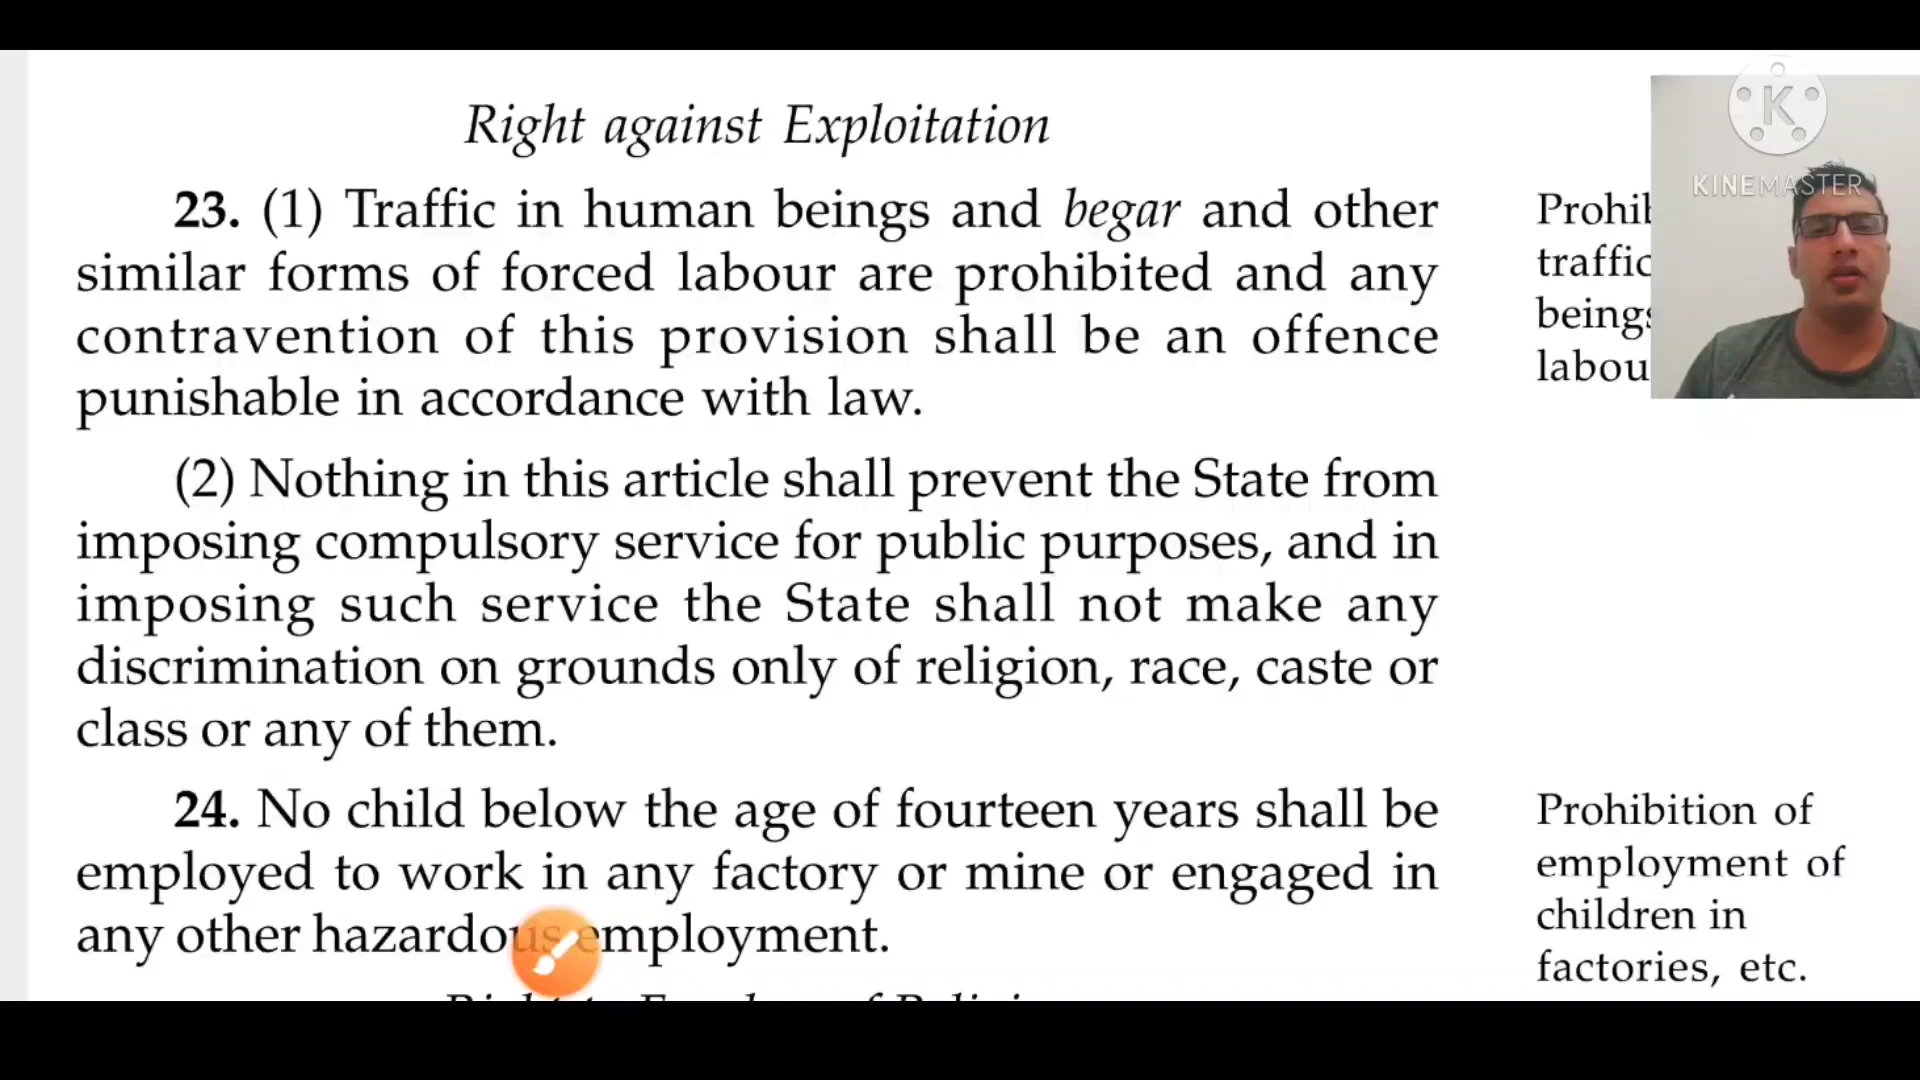 Right against Exploitation
23. (1) Traffic in human beings and begar and other
similar forms of forced labour are prohibited and any
contravention of this provision shall be an offence
punishable in accordance with law.
(2) Nothing in this article shall prevent the State from
imposing compulsory service for public purposes, and in
imposing such service the State shall not make any
discrimination on grounds only of religion, race, caste or
class or any of them.
24. No child below the age of fourteen years shall be
employed to work in any factory or mine or engaged in
any other hazardous employment.
traffic
beings
Prohibition of
employment of
children in
factories, etc.
K
KINEMASTER